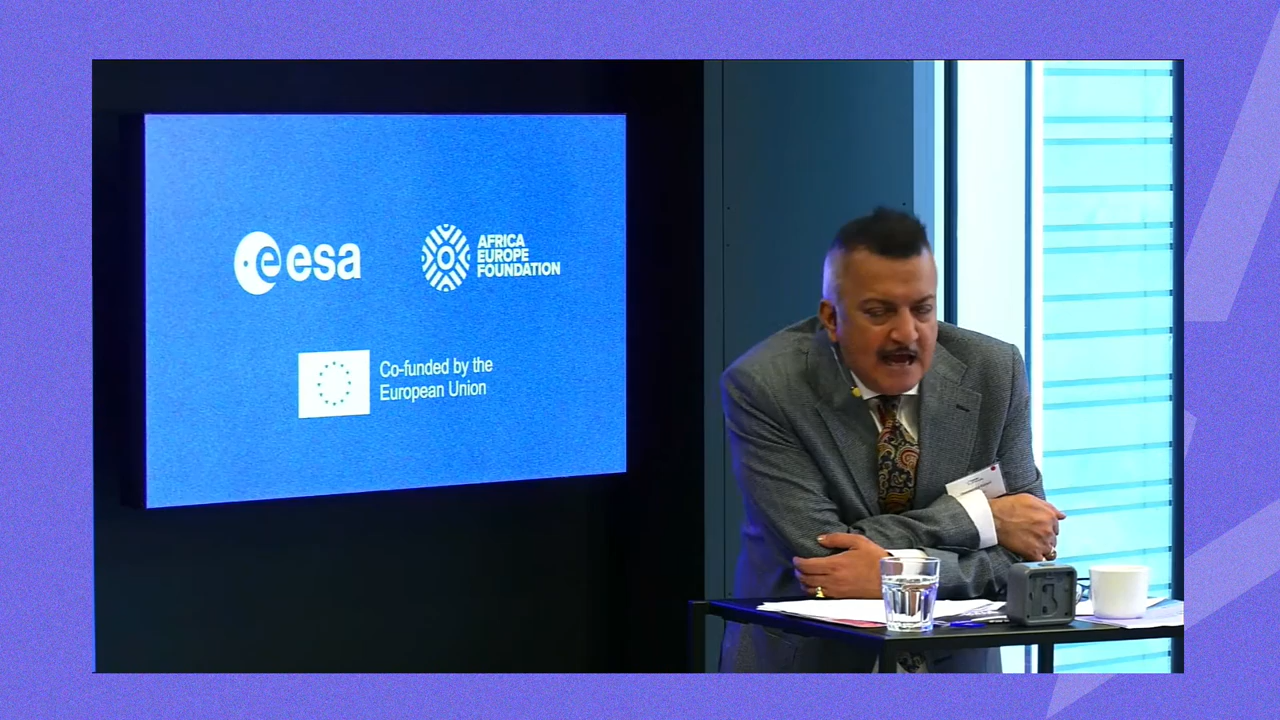 esa
AFRICA
EUROPE
FOUNDATION
Co-funded by the
European Union